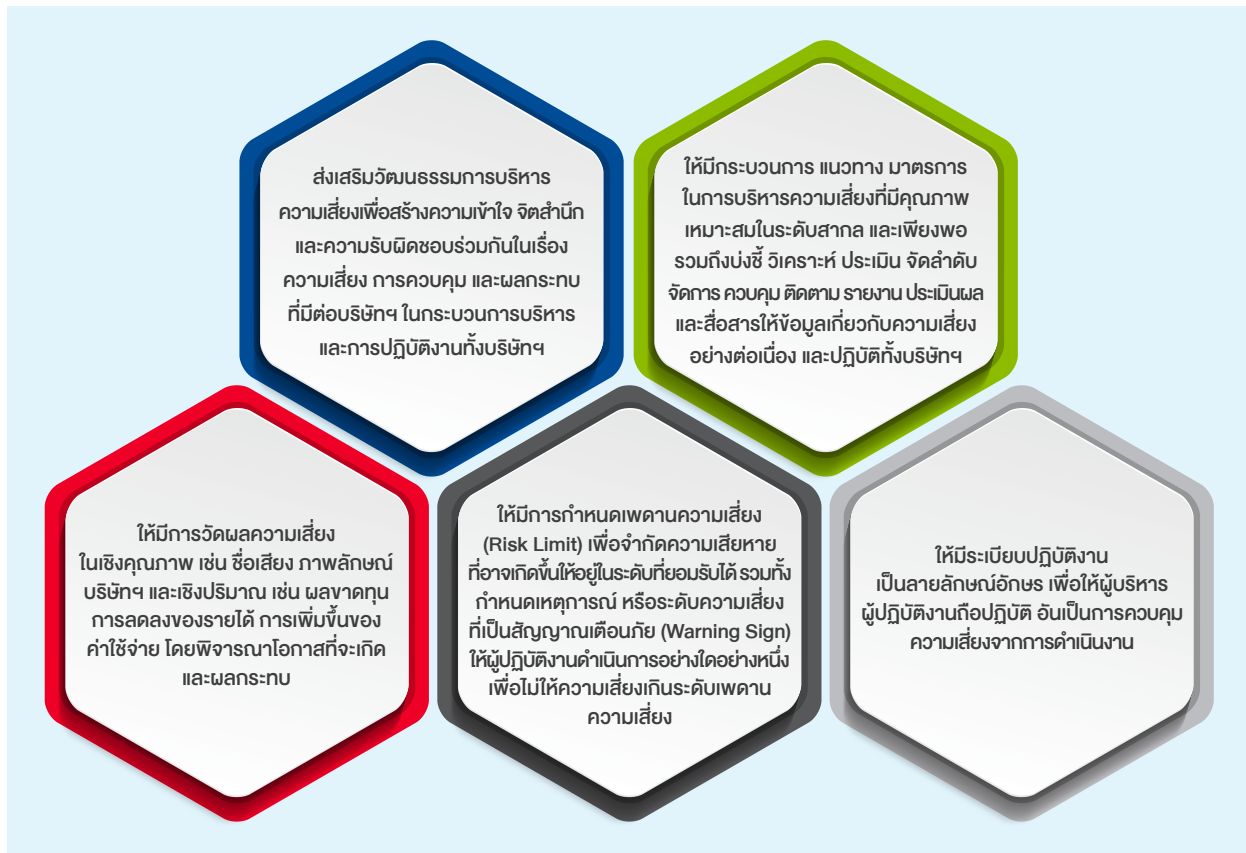 ส่งเสริมวัฒนธรรมการบริหาร
ความเสี่ยงเพื่อสร้างความเข้าใจ จิตสำนึก
และความรับผิดชอบร่วมกันในเรื่อง
ความเสี่ยง การควบคุม และผลกระทบ
ที่มีต่อบริษัทฯ ในกระบวนการบริหาร
และการปฏิบัติงานทั้งบริษัทฯ
ให้มีกระบวนการ แนวทาง มาตรการ
ในการบริหารความเสี่ยงที่มีคุณภาพ
เหมาะสมในระดับสากล และเพียงพอ
รวมถึงบ่งชี้ วิเคราะห์ ประเมิน จัดลำดับ
จัดการ ควบคุม ติดตาม รายงาน ประเมินผล
และสื่อสารให้ข้อมูลเกี่ยวกับความเสี่ยง
อย่างต่อเนื่อง และปฏิบัติทั้งบริษัทฯ
ให้มีการวัดผลความเสี่ยง
ในเชิงคุณภาพ เช่น ชื่อเสียง ภาพลักษณ์
บริษัทฯ และเชิงปริมาณ เช่น ผลขาดทุน
การลดลงของรายได้ การเพิ่มขึ้นของ
ค่าใช้จ่าย โดยพิจารณาโอกาสที่จะเกิด
และผลกระทบ
ให้มีการกำหนดเพดานความเสี่ยง
(Risk Limit) เพื่อจำกัดความเสียหาย
ที่อาจเกิดขึ้นให้อยู่ในระดับที่ยอมรับได้ รวมทั้ง
กำหนดเหตุการณ์ หรือระดับความเสี่ยง
ที่เป็นสัญญาณเตือนภัย (Warning Sign)
ให้ผู้ปฏิบัติงานดำเนินการอย่างใดอย่างหนึ่ง
เพื่อไม่ให้ความเสี่ยงเกินระดับเพดาน
ความเสี่ยง
ให้มีระเบียบปฏิบัติงาน
เป็นลายลักษณ์อักษร เพื่อให้ผู้บริหาร
ผู้ปฏิบัติงานถือปฏิบัติ อันเป็นการควบคุม
ความเสี่ยงจากการดำเนินงาน